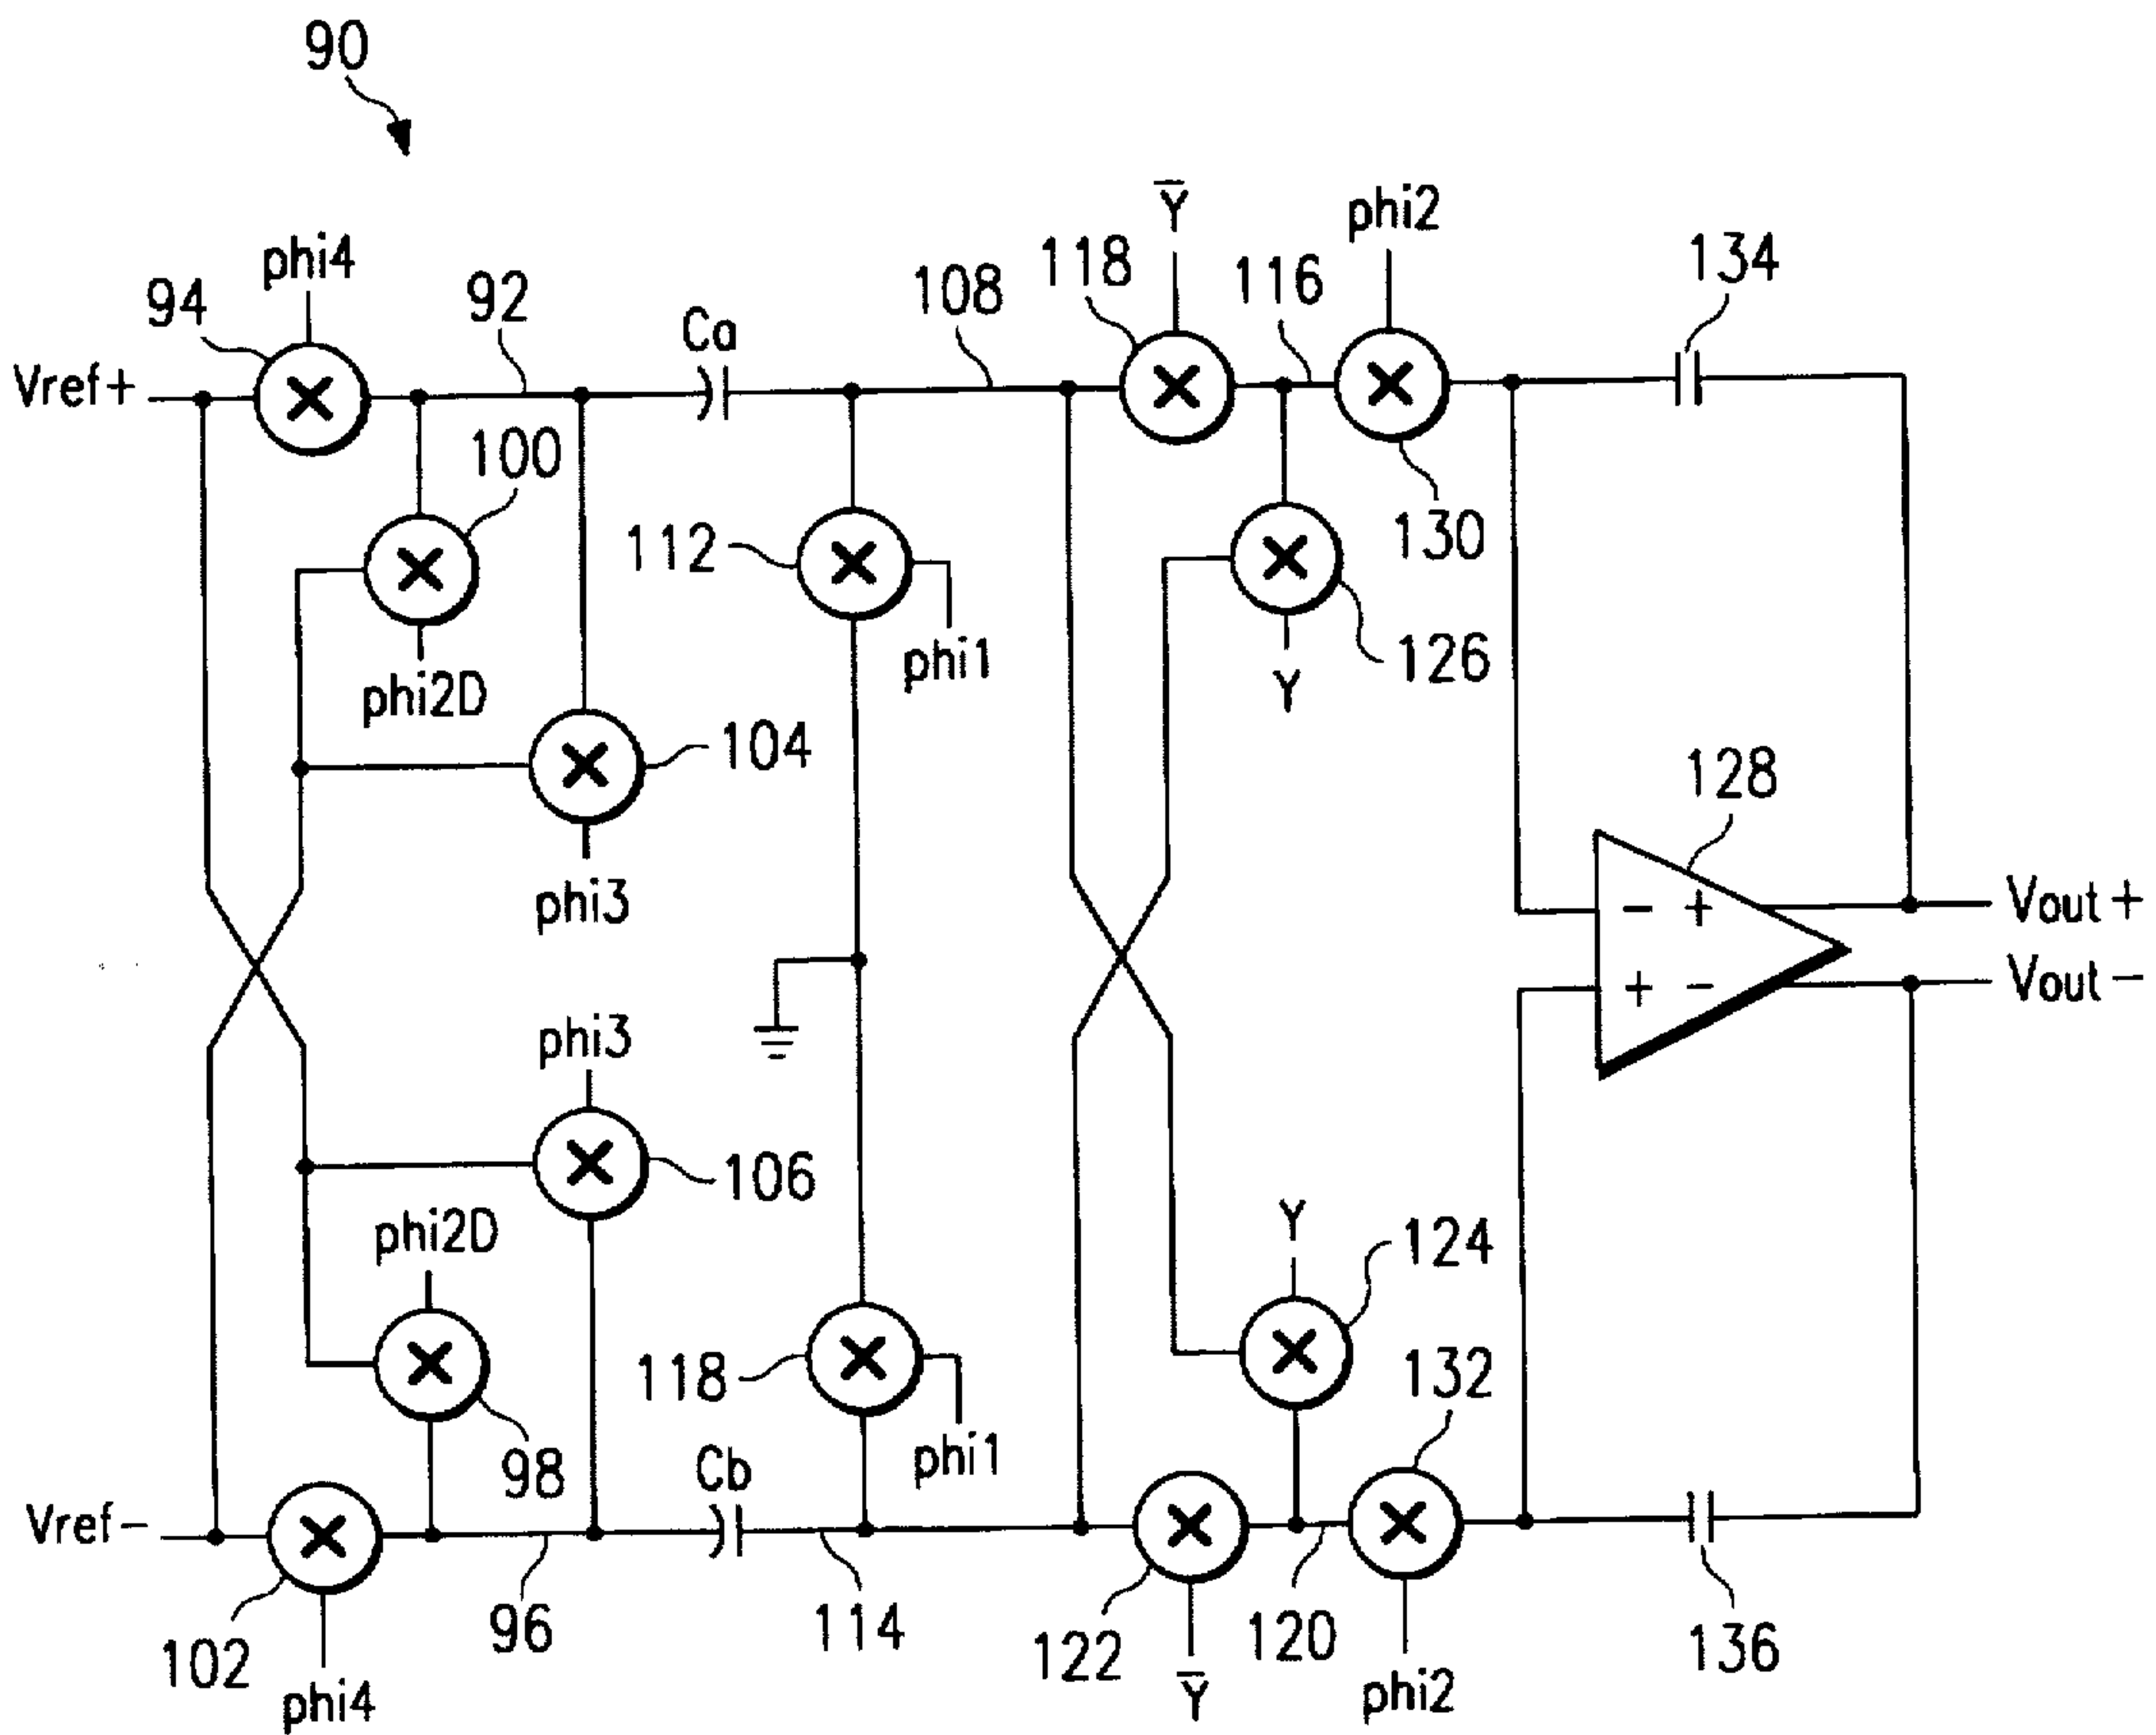 90
Y̅
phi2
phi4
118
134
94
92
108
116
Ca
Vref+
100
112
130
phi1
126
phi2D
Y
104
128
phi3
- +
Vout+
+ -
Vout-
phi3
106
phi2D
Y
124
118
132
98
Cb
phi1
Vref-
102
96
114
122
120
136
phi4
Y̅
phi2